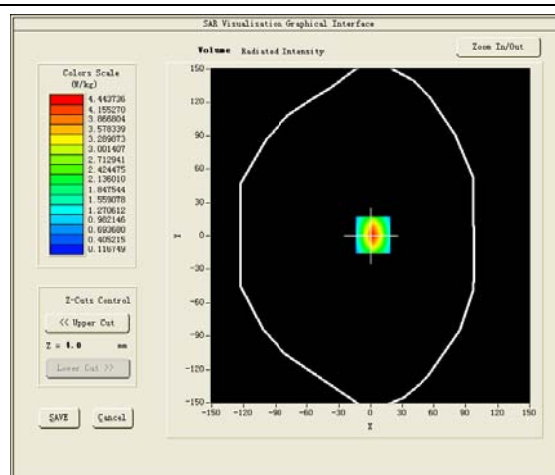 SAR Visualisation Graphical Interface
Volume Radiated Intensity
Zoom In/Out
Colors Scale
(W/kg)
4.443736
4.155270
3.866804
3.578339
3.289873
3.001407
2.712941
2.424475
2.136010
1.847544
1.559078
1.270612
0.982146
0.693680
0.405215
0.116749
Z-Cuts Control
<< Upper Cut
Z = 4.0 mm
Lower Cut >>
SAVE
Cancel
150
120
90
60
30
0
-30
-60
-90
-120
-150
Y
-150 -120 -90 -60 -30 0 30 60 90 120 150
X